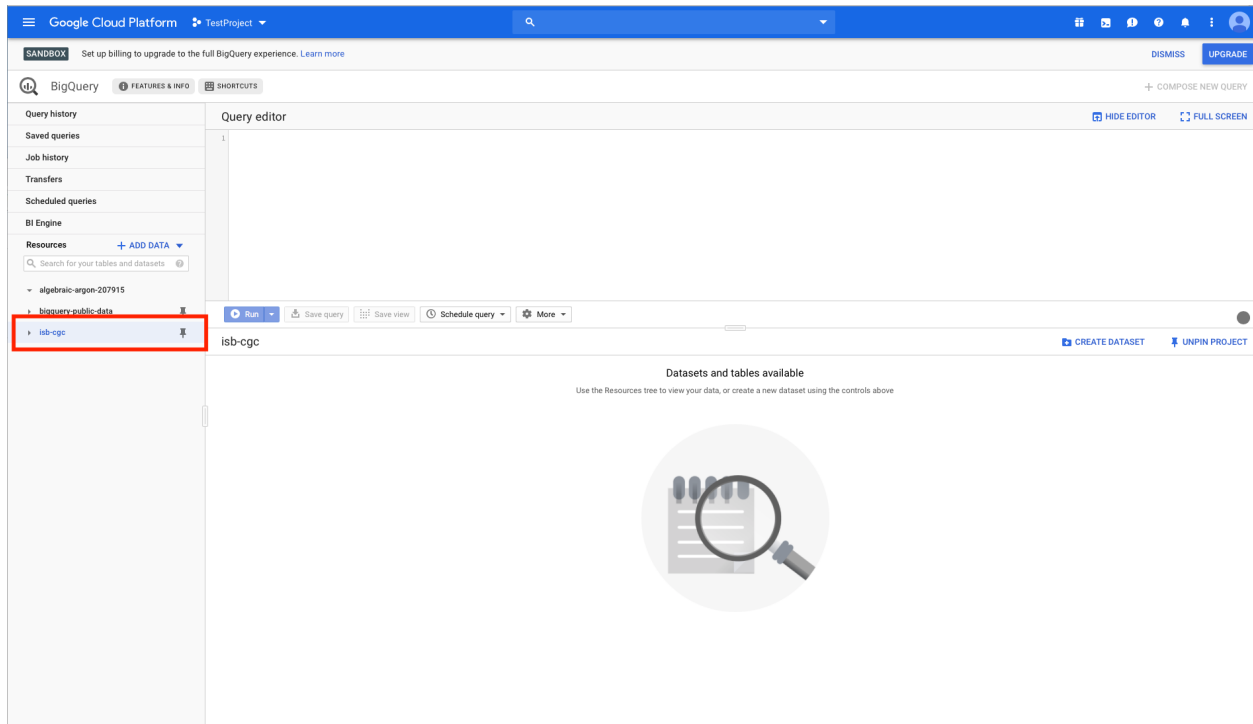 Google Cloud Platform TestProject
SANDBOX Set up billing to upgrade to the full BigQuery experience. Learn more DISMISS UPGRADE
BigQuery FEATURES & INFO SHORTCUTS + COMPOSE NEW QUERY
Query history
Saved queries
Job history
Transfers
Scheduled queries
BI Engine
Resources + ADD DATA
Search for your tables and datasets
algebraic-argon-207915
bigquery-public-data
isb-cgc
Query editor HIDE EDITOR FULL SCREEN
1
Run Save query Save view Schedule query More
isb-cgc CREATE DATASET UNPIN PROJECT
Datasets and tables available
Use the Resources tree to view your data, or create a new dataset using the controls above